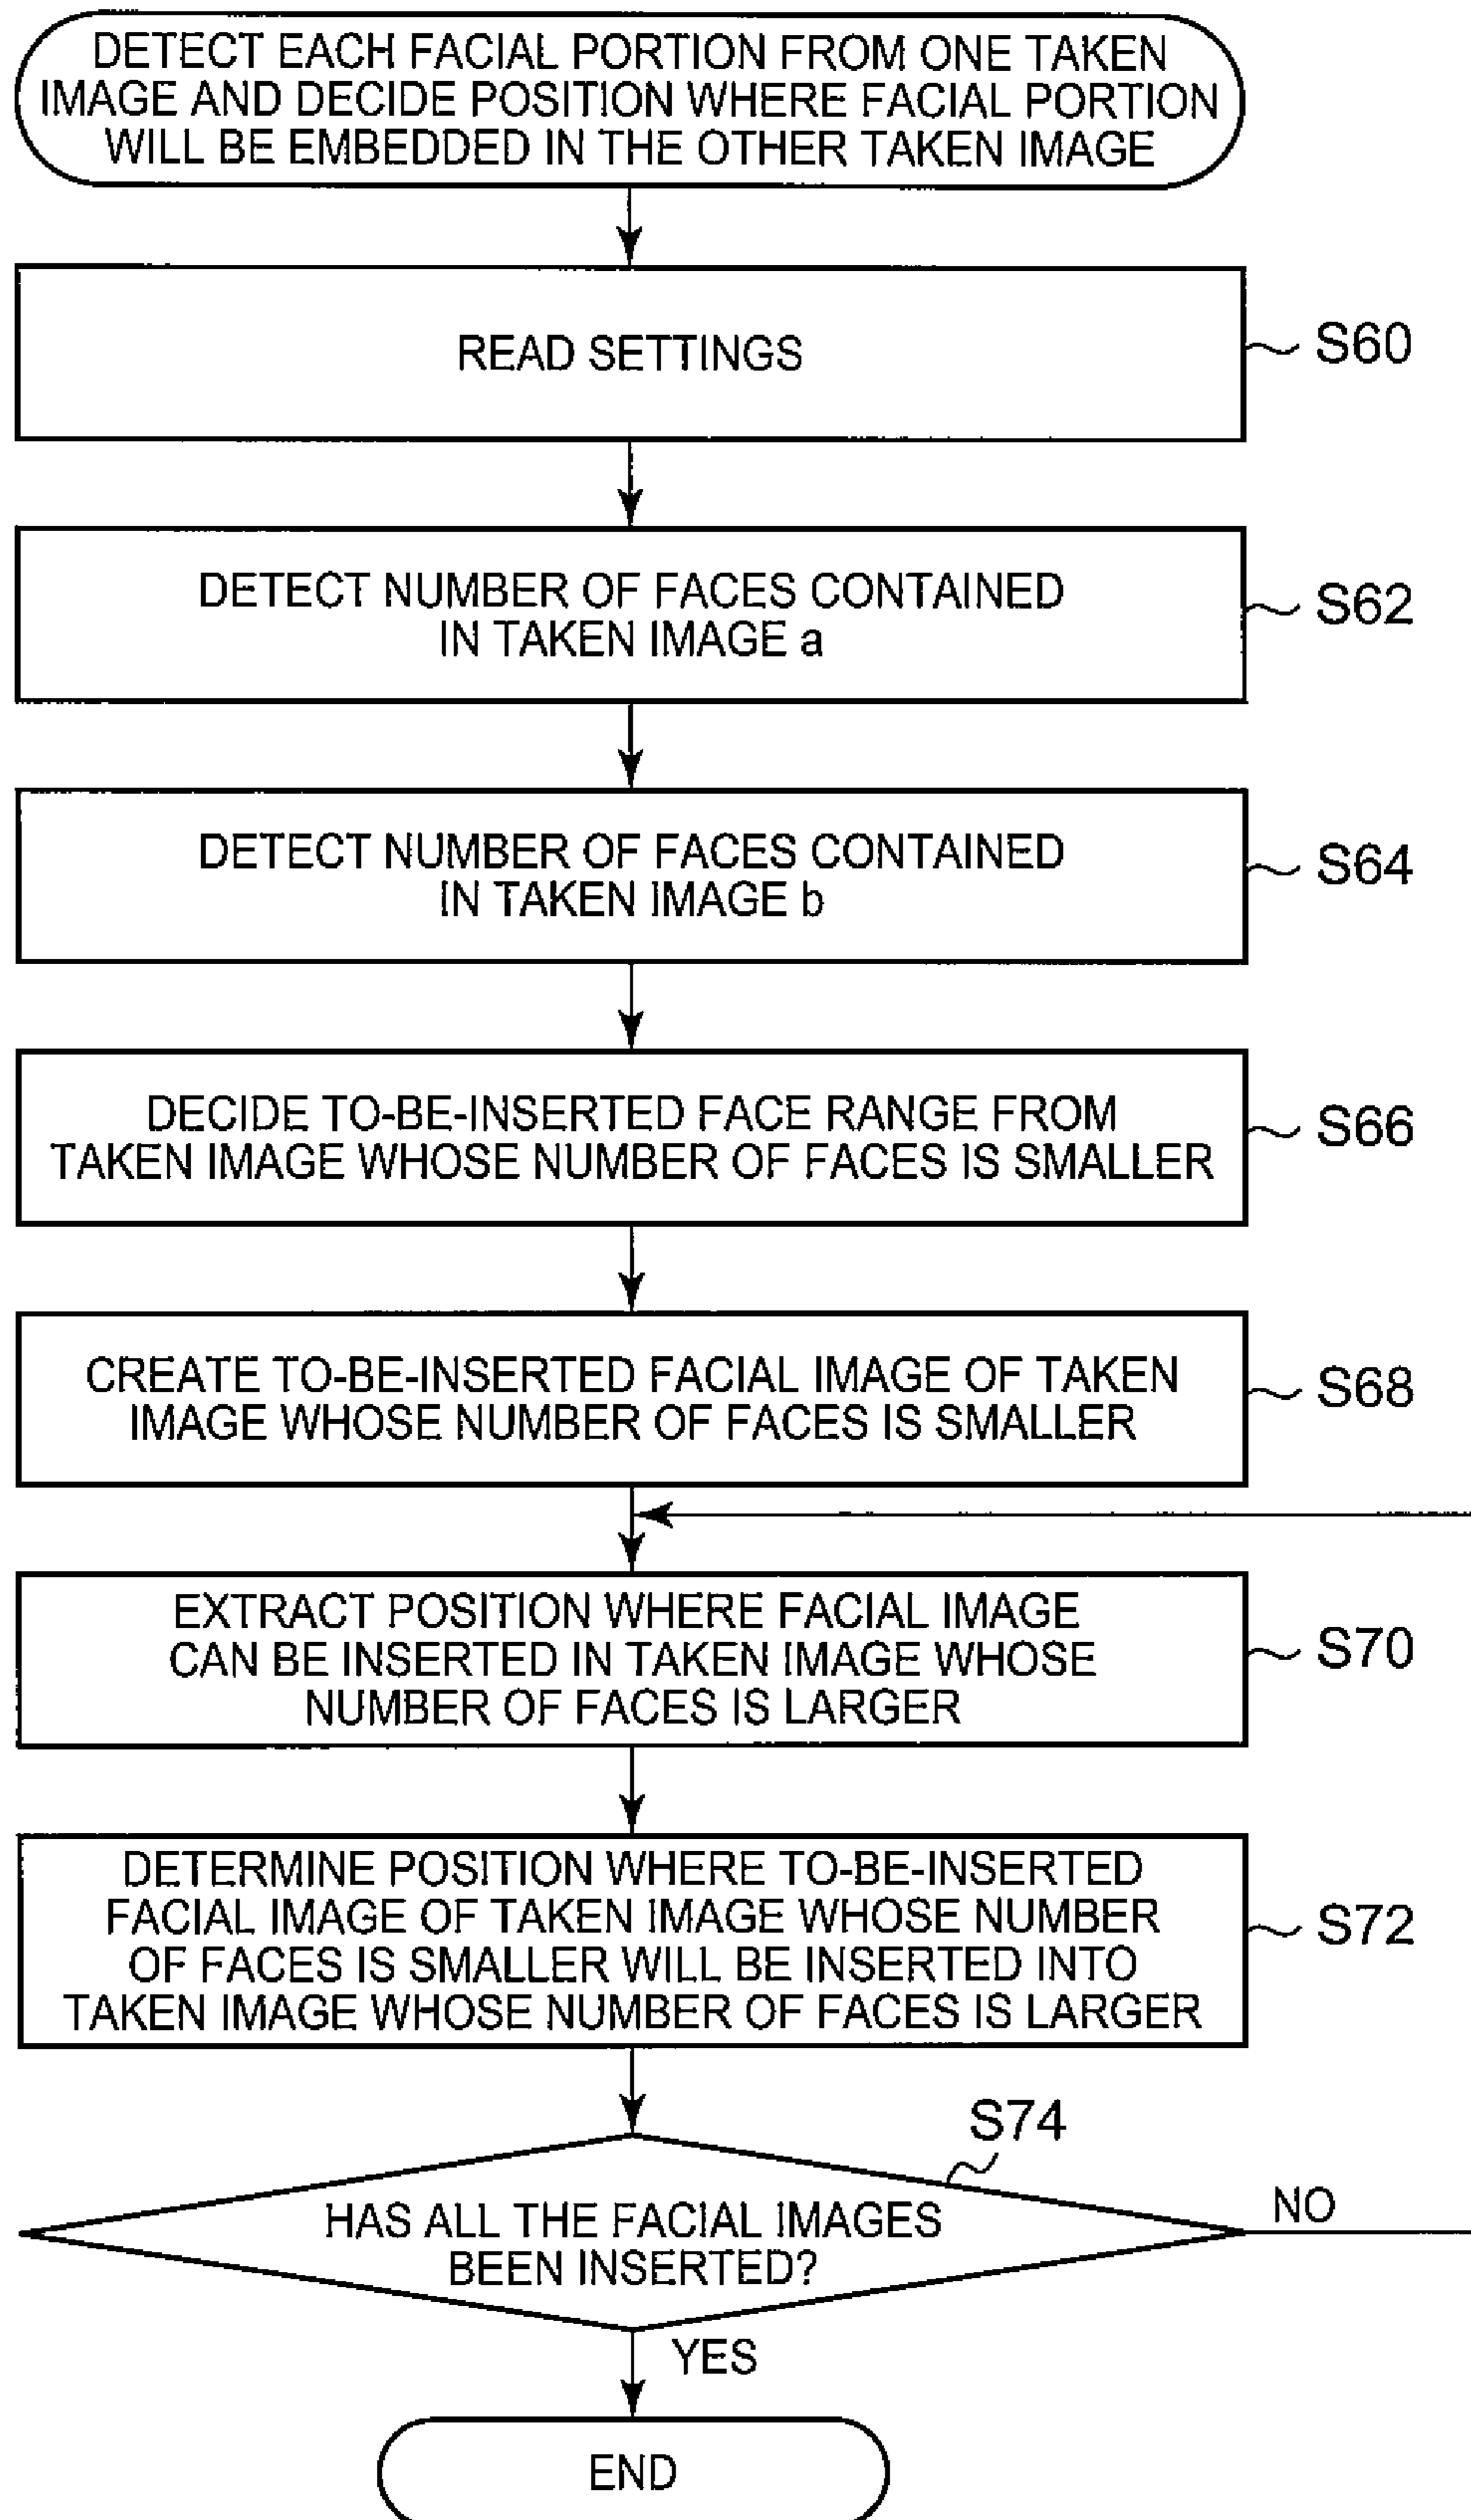 DETECT EACH FACIAL PORTION FROM ONE TAKEN
IMAGE AND DECIDE POSITION WHERE FACIAL PORTION
WILL BE EMBEDDED IN THE OTHER TAKEN IMAGE
READ SETTINGS
S60
DETECT NUMBER OF FACES CONTAINED
IN TAKEN IMAGE a
S62
DETECT NUMBER OF FACES CONTAINED
IN TAKEN IMAGE b
S64
DECIDE TO-BE-INSERTED FACE RANGE FROM
TAKEN IMAGE WHOSE NUMBER OF FACES IS SMALLER
S66
CREATE TO-BE-INSERTED FACIAL IMAGE OF TAKEN
IMAGE WHOSE NUMBER OF FACES IS SMALLER
S68
EXTRACT POSITION WHERE FACIAL IMAGE
CAN BE INSERTED IN TAKEN IMAGE WHOSE
NUMBER OF FACES IS LARGER
S70
DETERMINE POSITION WHERE TO-BE-INSERTED
FACIAL IMAGE OF TAKEN IMAGE WHOSE NUMBER
OF FACES IS SMALLER WILL BE INSERTED INTO
TAKEN IMAGE WHOSE NUMBER OF FACES IS LARGER
S72
S74
HAS ALL THE FACIAL IMAGES
BEEN INSERTED?
NO
YES
END